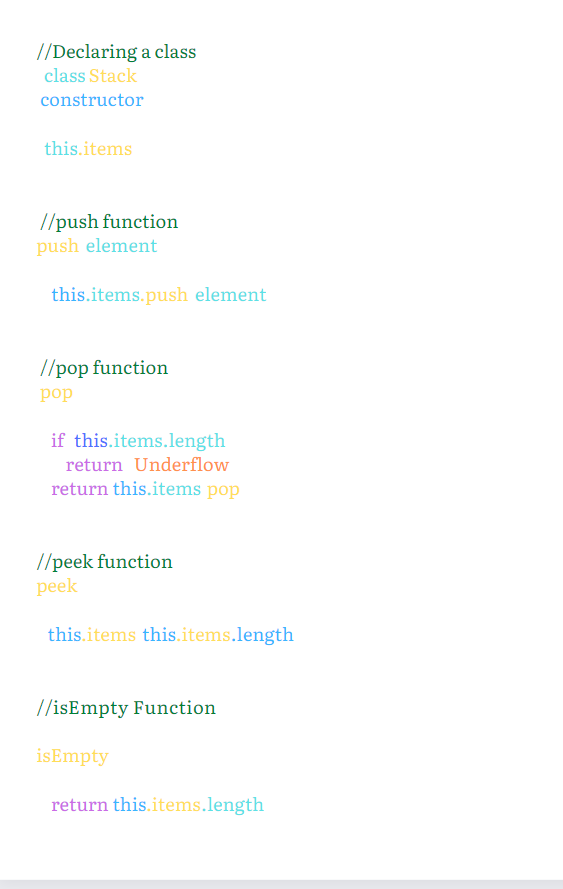 //Declaring a class
class Stack
constructor
this.items
//push function
push element
this.items.push element
//pop function
pop
if this.items.length
return Underflow
return this.items pop
//peek function
peek
this.items this.items.length
//isEmpty Function
isEmpty
return this.items.length